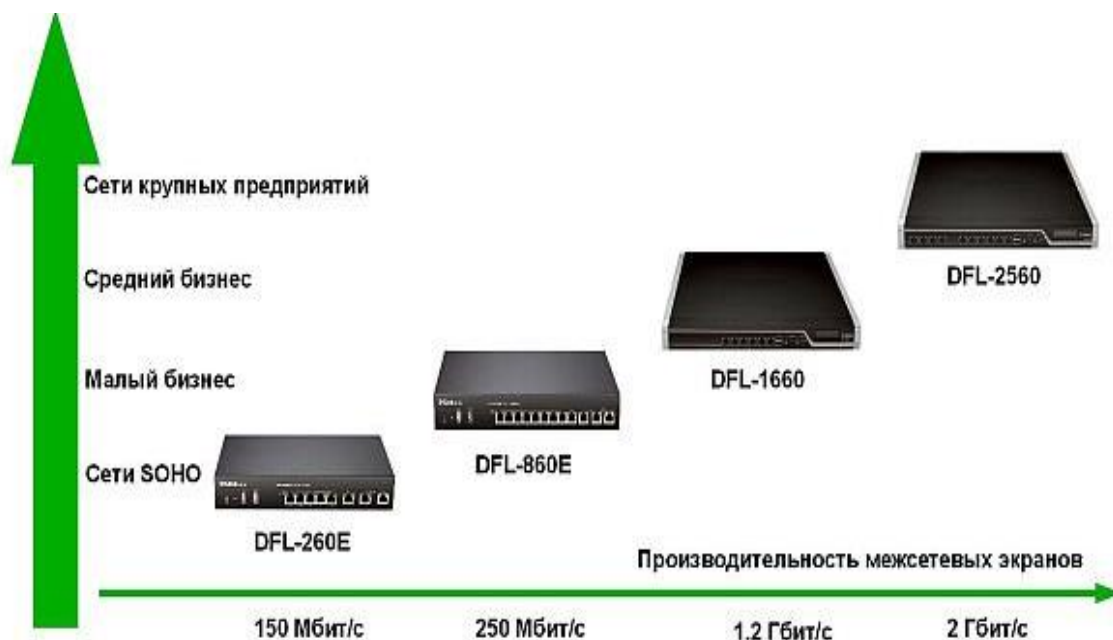 Сети крупных предприятий
DFL-2560
Средний бизнес
DFL-1660
Малый бизнес
DFL-860E
Сети SOHO
DFL-260E
Производительность межсетевых экранов
150 Мбит/с
250 Мбит/с
1,2 Гбит/с
2 Гбит/с